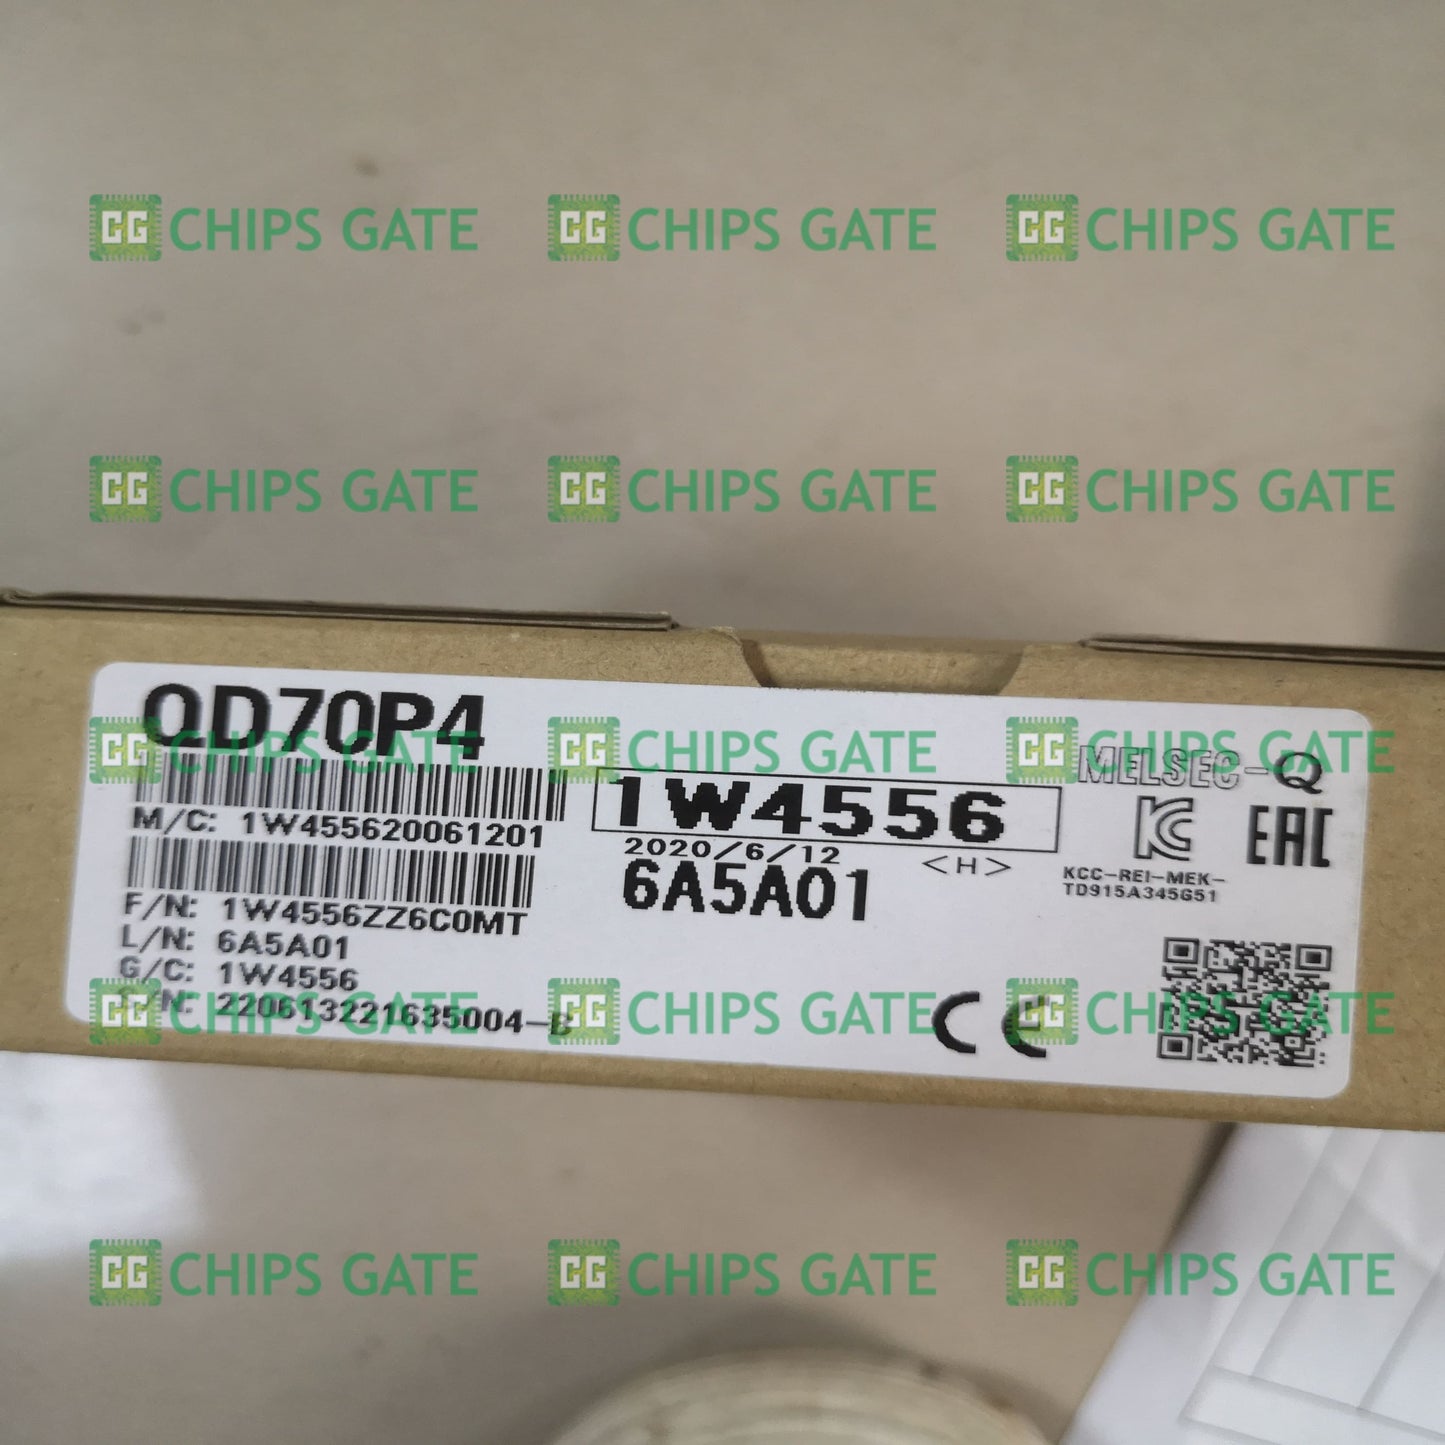 CG CHIPS GATE CG CHIPS GATE CG CHIPS GATE
CG CHIPS GATE CG CHIPS GATE CG CHIPS GATE
QD70P4
CG CHIPS GATE CG CHIPS GATE CG CHIPS GATE
MELSEC-Q
M/C: 1W455620061201
1W4556
2020/6/12 <H>
6A5A01
KC EAC
KCC-REI-MEK-
TD915A345G51
F/N: 1W4556ZZ6C0MT
L/N: 6A5A01
G/C: 1W4556
220613221635004-B
CE
CG CHIPS GATE CG CHIPS GATE CG CHIPS GATE
CG CHIPS GATE CG CHIPS GATE CG CHIPS GATE